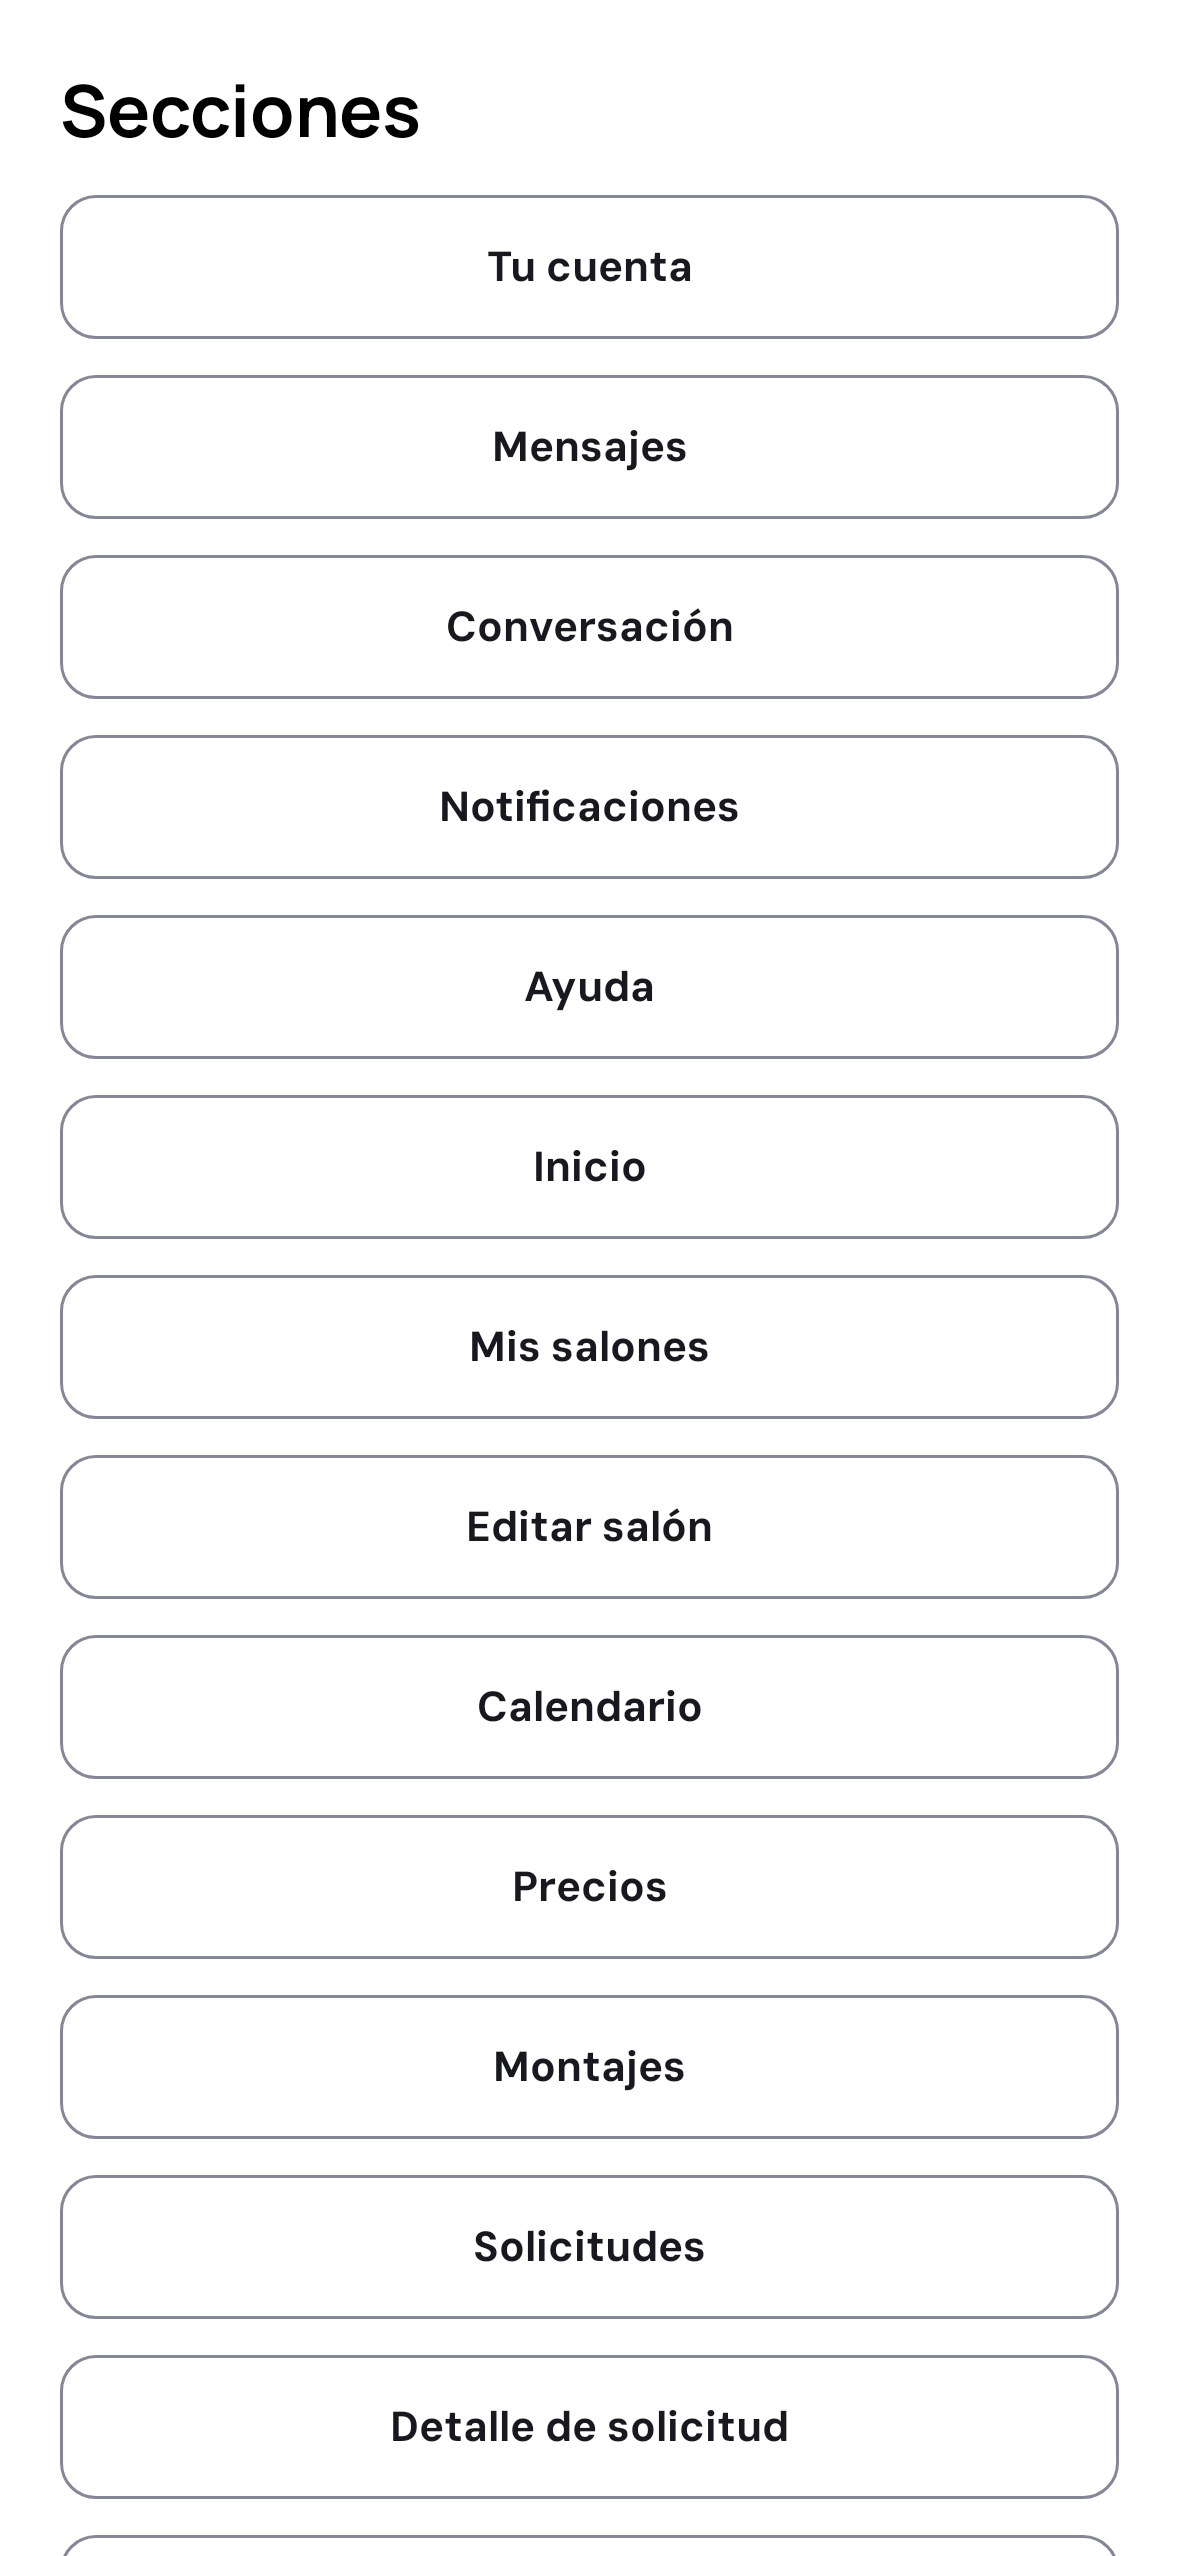 Secciones
Tu cuenta
Mensajes
Conversación
Notificaciones
Ayuda
Inicio
Mis salones
Editar salón
Calendario
Precios
Montajes
Solicitudes
Detalle de solicitud